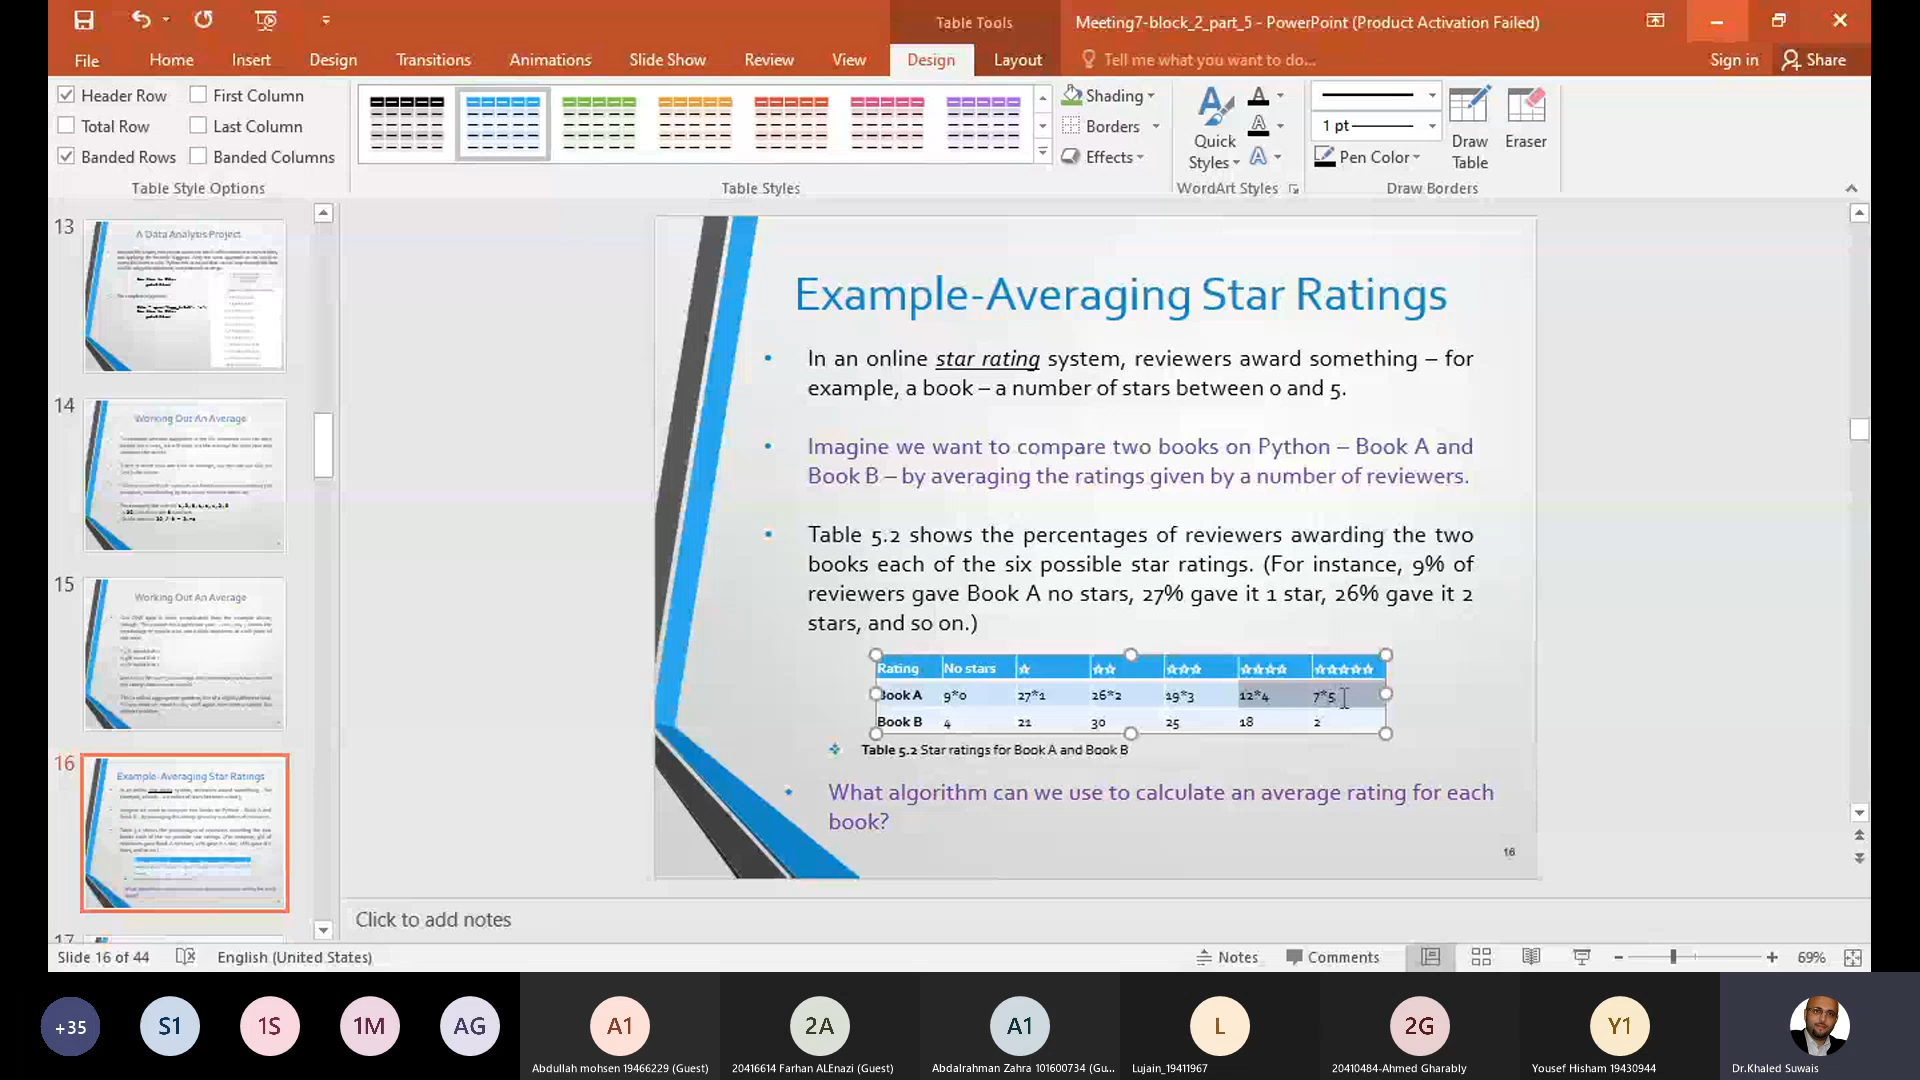 Table Tools
Meeting7-block_2_part_5 - PowerPoint (Product Activation Failed)
File
Home
Insert
Design
Transitions
Animations
Slide Show
Review
View
Design
Layout
Tell me what you want to do...
Sign in
Share
Header Row
First Column
Total Row
Last Column
Banded Rows
Banded Columns
Table Style Options
Table Styles
Shading
Borders
Effects
Quick
Styles
WordArt Styles
1 pt
Pen Color
Draw
Table
Eraser
Draw Borders
13
A Data Analysis Project
14
Working Out An Average
15
Working Out An Average
16
Example-Averaging Star Ratings
17
Example-Averaging Star Ratings
In an online star rating system, reviewers award something – for
example, a book – a number of stars between 0 and 5.
Imagine we want to compare two books on Python – Book A and
Book B – by averaging the ratings given by a number of reviewers.
Table 5.2 shows the percentages of reviewers awarding the two
books each of the six possible star ratings. (For instance, 9% of
reviewers gave Book A no stars, 27% gave it 1 star, 26% gave it 2
stars, and so on.)
Rating No stars ☆ ☆☆ ☆☆☆ ☆☆☆☆ ☆☆☆☆☆
Book A 9*0 27*1 26*2 19*3 12*4 7*5
Book B 4 21 30 25 18 2
Table 5.2 Star ratings for Book A and Book B
What algorithm can we use to calculate an average rating for each
book?
16
Click to add notes
Slide 16 of 44
English (United States)
Notes
Comments
69%
+35
S1
1S
1M
AG
A1
2A
A1
L
2G
Y1
Abdullah mohsen 19466229 (Guest)
20416614 Farhan ALEnazi (Guest)
Abdalrahman Zahra 101600734 (Gu...
Lujain_19411967
20410484-Ahmed Gharably
Yousef Hisham 19430944
Dr.Khaled Suwais